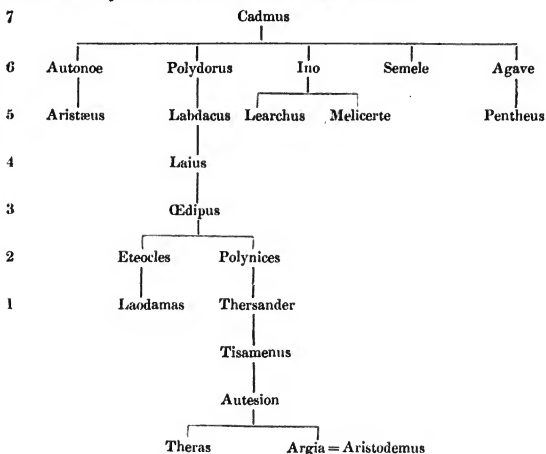 7 Cadmus
6 Autonoe Polydorus Ino Semele Agave
5 Aristæus Labdacus Learchus Melicerte Pentheus
4 Laius
3 Œdipus
2 Eteocles Polynices
1 Laodamas Thersander
Tisamenus
Autesion
Theras Argia = Aristodemus